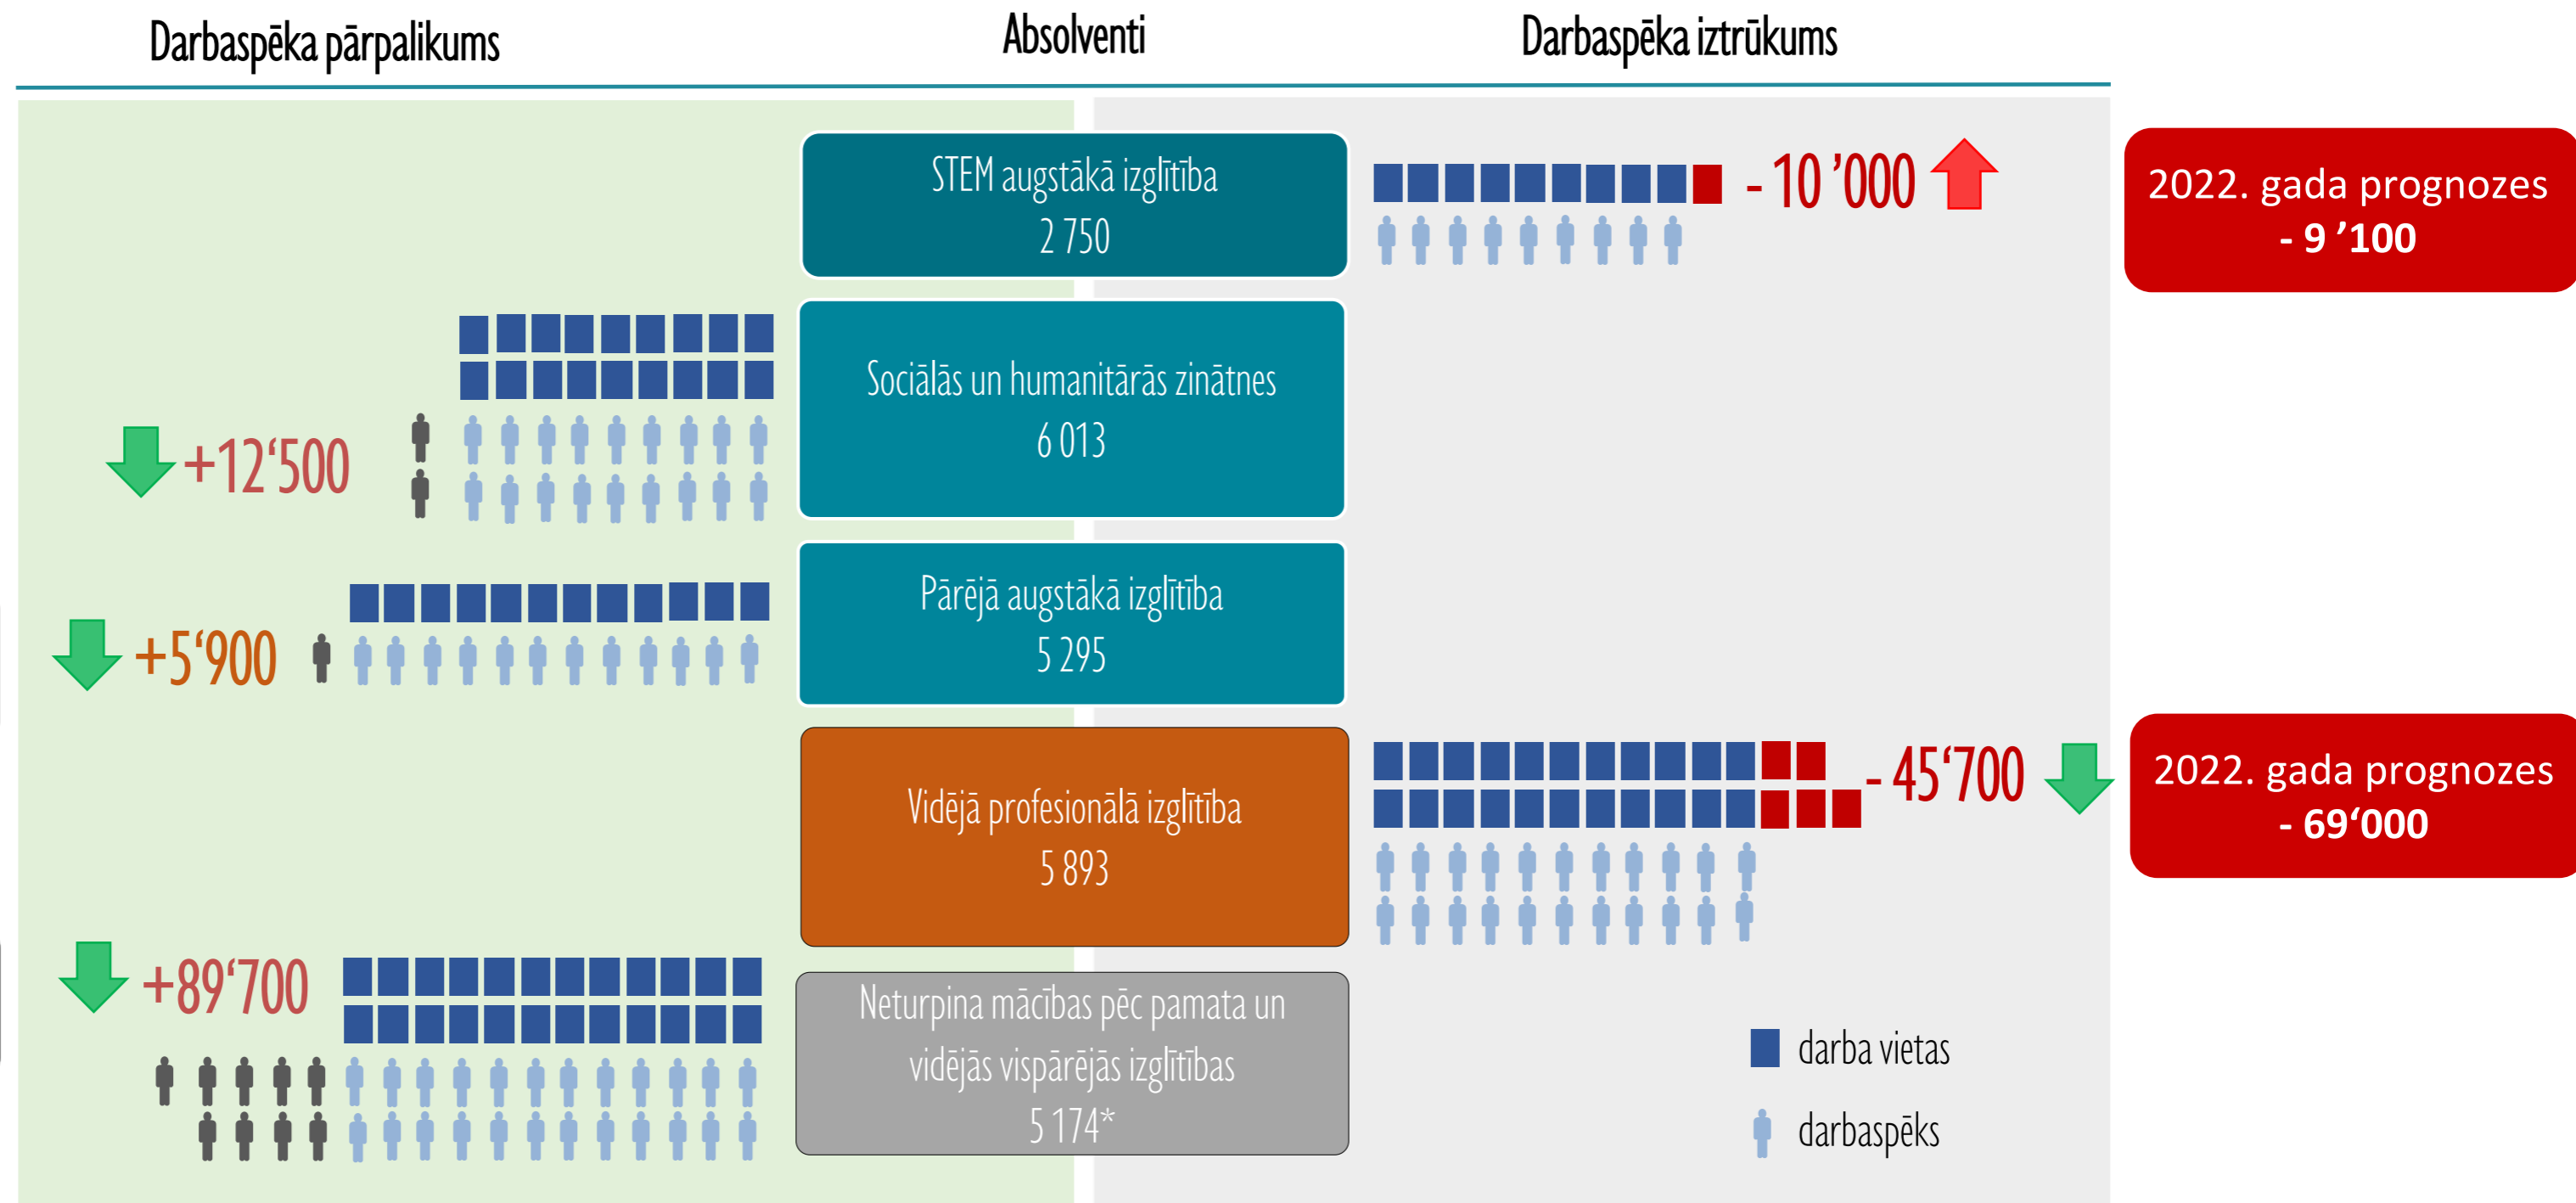 Darbaspēka pārpalikums
Absolventi
Darbaspēka iztrūkums
STEM augstākā izglītība
2 750
- 10 ’000
2022. gada prognozes
- 9 ’100
Sociālās un humanitārās zinātnes
6 013
+12‘500
Pārējā augstākā izglītība
5 295
+5‘900
Vidējā profesionālā izglītība
5 893
- 45‘700
2022. gada prognozes
- 69‘000
+89‘700
Neturpina mācības pēc pamata un
vidējās vispārējās izglītības
5 174*
darba vietas
darbaspēks